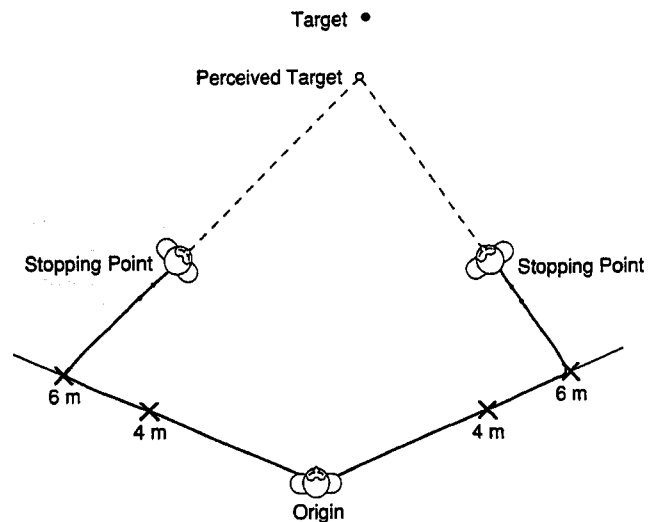 Target
Perceived Target
Stopping Point
Stopping Point
6 m
6 m
4 m
4 m
Origin